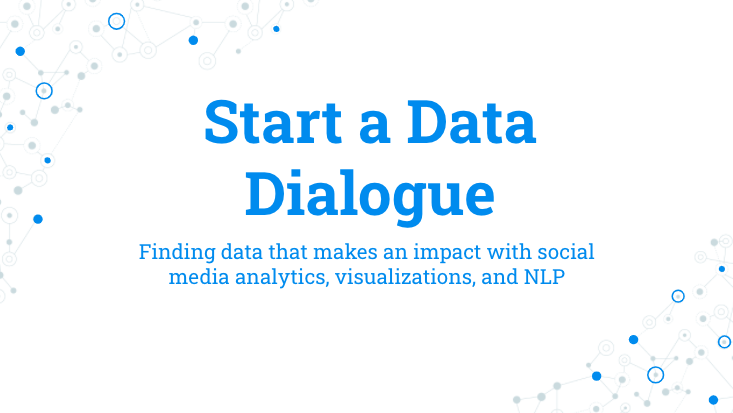 Start a Data
Dialogue
Finding data that makes an impact with social
media analytics, visualizations, and NLP